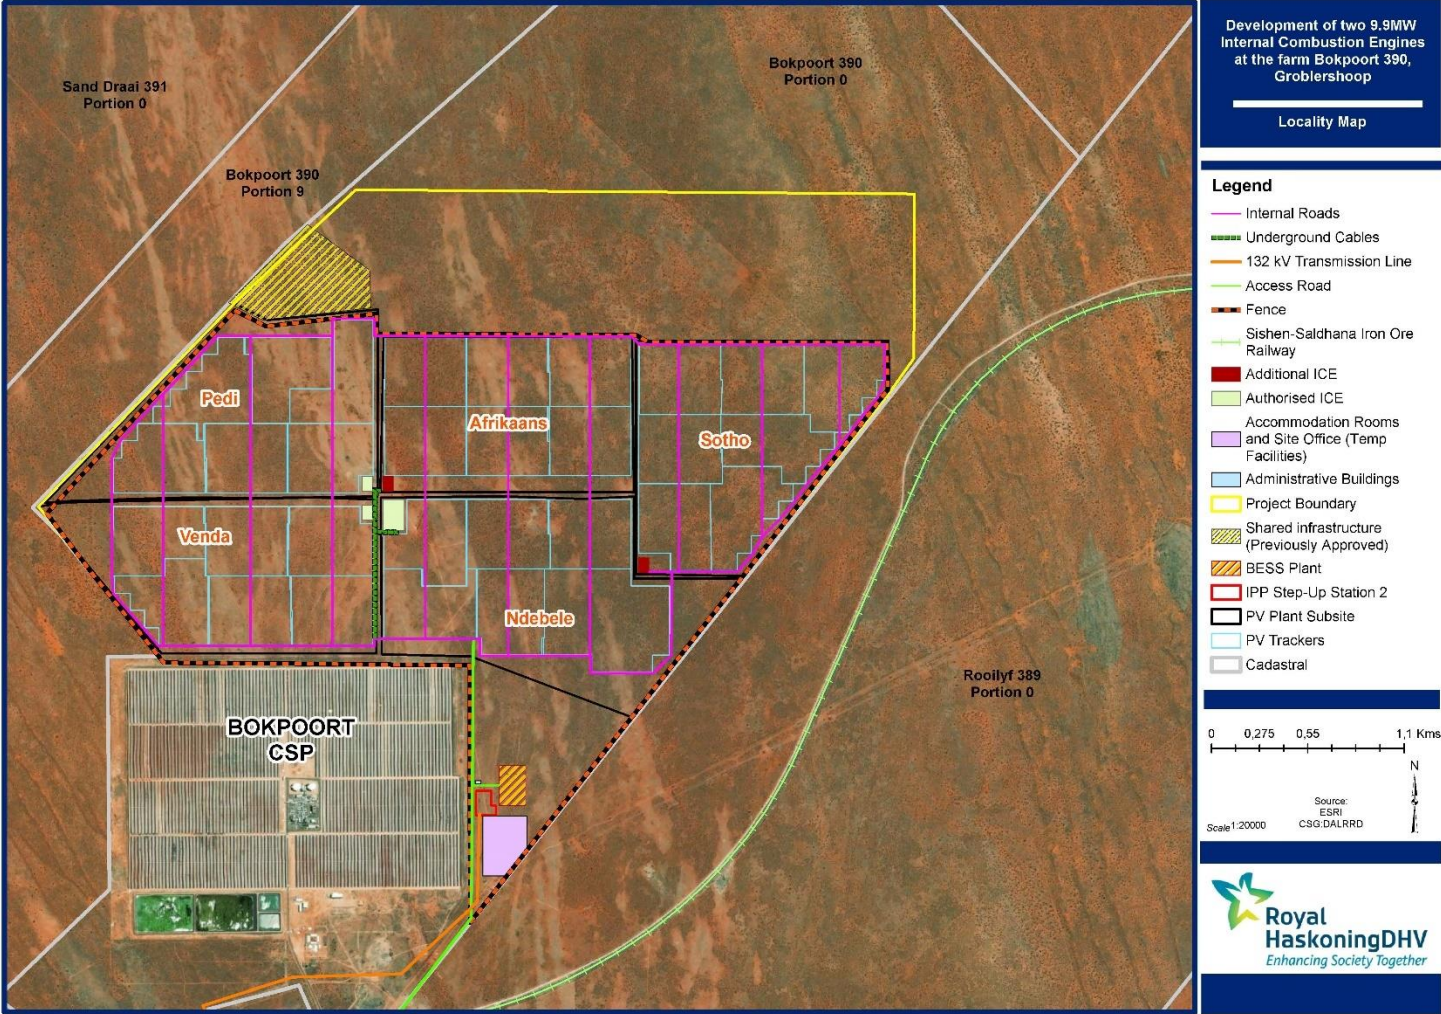 Sand Draai 391
Portion 0
Bokpoort 390
Portion 0
Bokpoort 390
Portion 9
Pedi
Afrikaans
Sotho
Venda
Ndebele
BOKPOORT
CSP
Rooilyf 389
Portion 0
Development of two 9.9MW
Internal Combustion Engines
at the farm Bokpoort 390,
Groblershoop
Locality Map
Legend
Internal Roads
Underground Cables
132 kV Transmission Line
Access Road
Fence
Sishen-Saldhana Iron Ore
Railway
Additional ICE
Authorised ICE
Accommodation Rooms
and Site Office (Temp
Facilities)
Administrative Buildings
Project Boundary
Shared infrastructure
(Previously Approved)
BESS Plant
IPP Step-Up Station 2
PV Plant Subsite
PV Trackers
Cadastral
0 0,275 0,55 1,1 Kms
N
Source:
ESRI
CSG:DALRRD
Scale 1:20000
Royal
HaskoningDHV
Enhancing Society Together